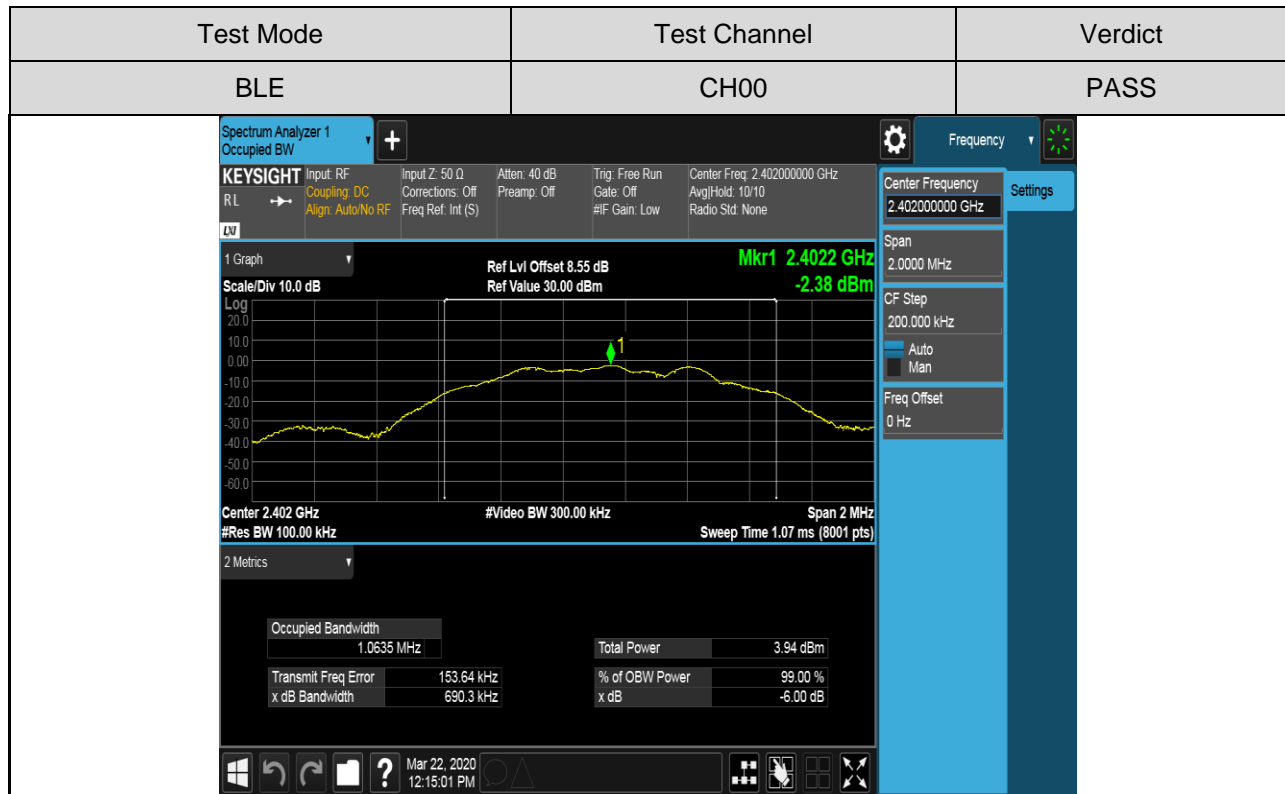 Test Mode Test Channel Verdict
BLE CH00 PASS
Spectrum Analyzer 1
Occupied BW
+
Frequency
KEYSIGHT Input: RF Input Z: 50 Ω Atten: 40 dB Trig: Free Run Center Freq: 2.402000000 GHz
RL Coupling: DC Corrections: Off Preamp: Off Gate: Off Avg|Hold: 10/10
Align: Auto/No RF Freq Ref: Int (S) #IF Gain: Low Radio Std: None
LXI
Center Frequency
2.402000000 GHz
Settings
Span
2.0000 MHz
CF Step
200.000 kHz
Auto
Man
Freq Offset
0 Hz
1 Graph Ref Lvl Offset 8.55 dB Mkr1 2.4022 GHz
Scale/Div 10.0 dB Ref Value 30.00 dBm -2.38 dBm
Log
20.0
10.0
0.00
-10.0
-20.0
-30.0
-40.0
-50.0
-60.0
1
Center 2.402 GHz #Video BW 300.00 kHz Span 2 MHz
#Res BW 100.00 kHz Sweep Time 1.07 ms (8001 pts)
2 Metrics
Occupied Bandwidth
1.0635 MHz Total Power 3.94 dBm
Transmit Freq Error 153.64 kHz % of OBW Power 99.00 %
x dB Bandwidth 690.3 kHz x dB -6.00 dB
? Mar 22, 2020
12:15:01 PM